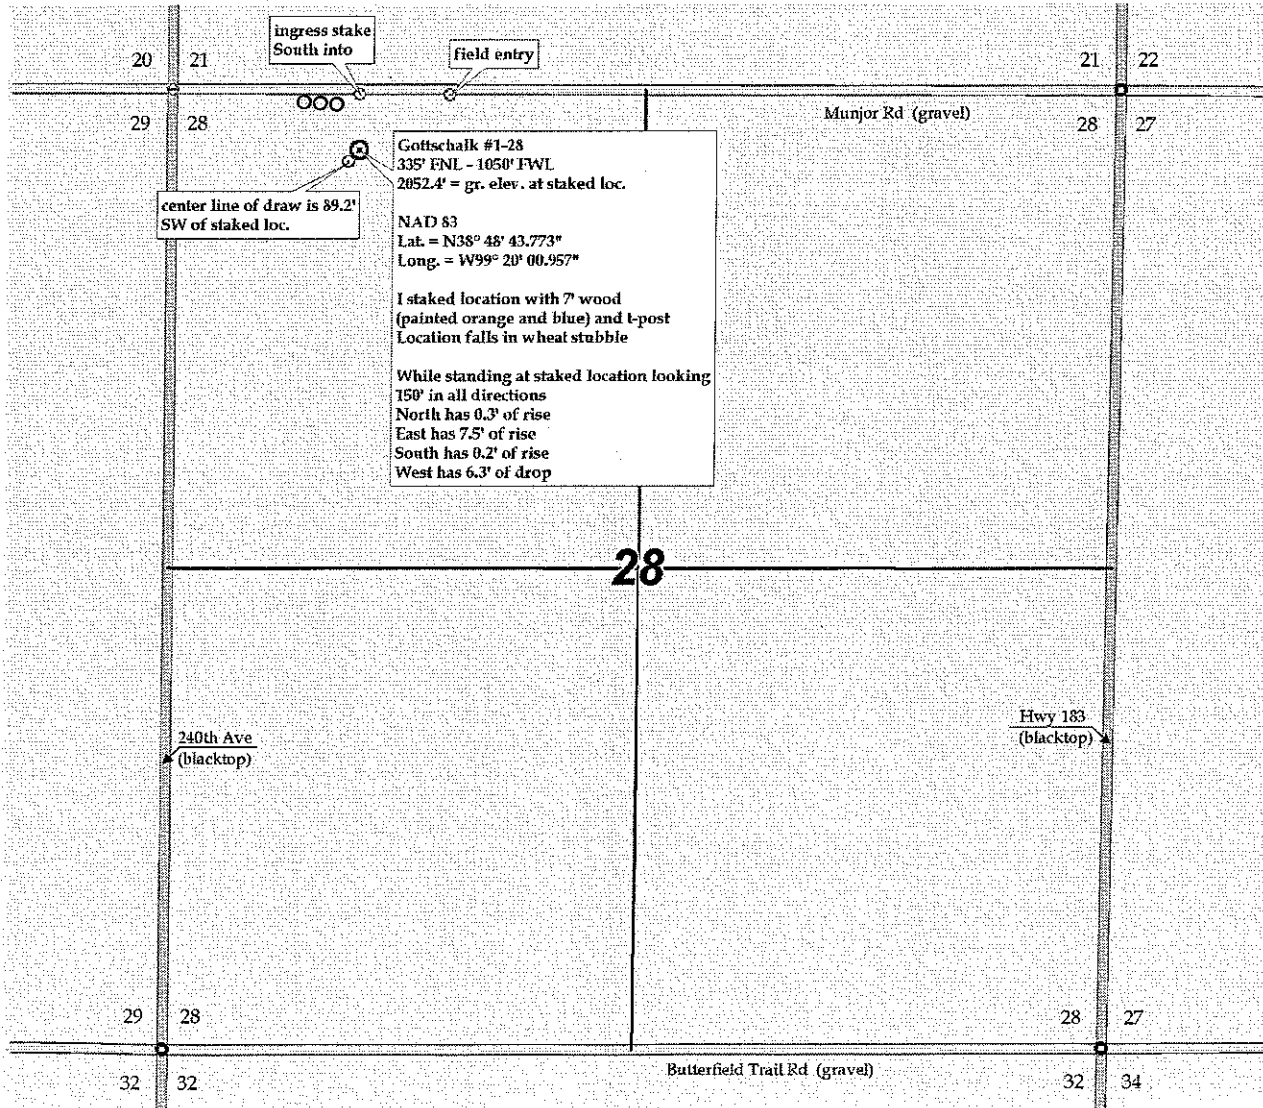 ingress stake
South into
field entry
20 21
21 22
29 28
28 27
Munjor Rd (gravel)
Gottschalk #1-28
335' FNL - 1050' FWL
2052.4' = gr. elev. at staked loc.
NAD 83
Lat. = N38° 48' 43.773"
Long. = W99° 20' 00.957"
I staked location with 7' wood
(painted orange and blue) and t-post
Location falls in wheat stubble
While standing at staked location looking
150' in all directions
North has 0.3' of rise
East has 7.5' of rise
South has 0.2' of rise
West has 6.3' of drop
center line of draw is 89.2'
SW of staked loc.
28
240th Ave
(blacktop)
Hwy 183
(blacktop)
29 28
28 27
32 32
32 34
Butterfield Trail Rd (gravel)